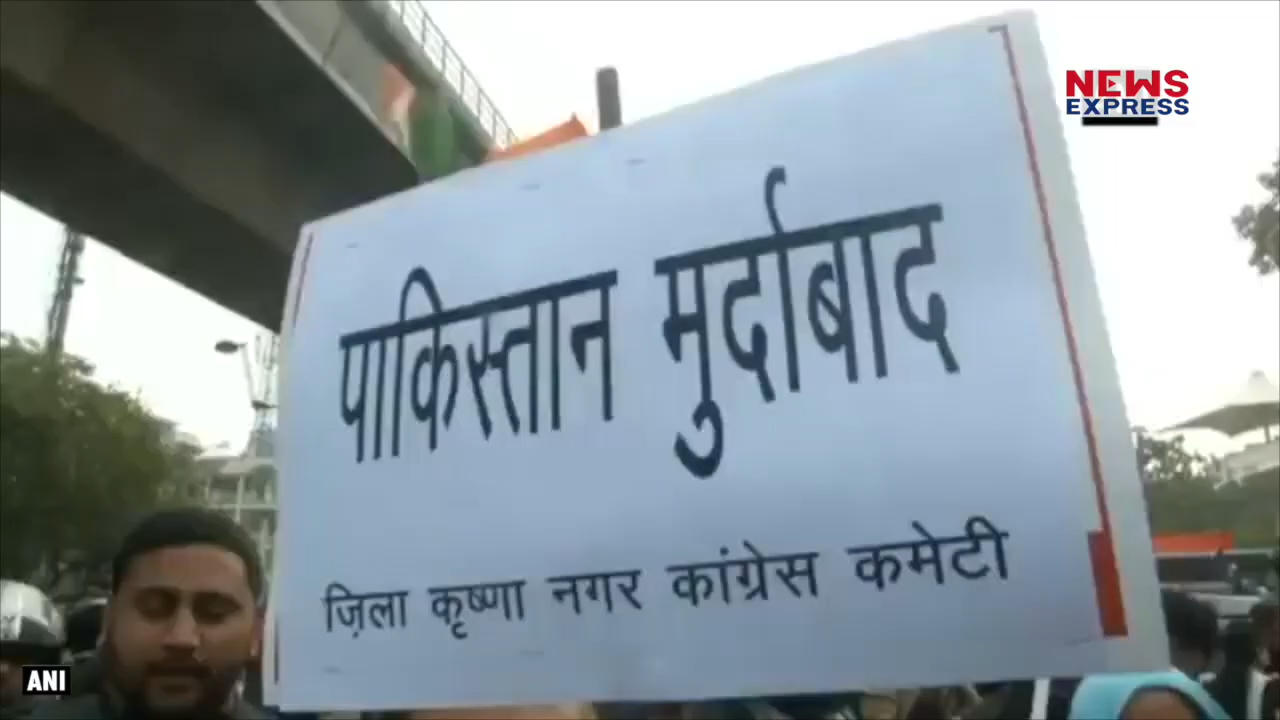 NEWS
EXPRESS
पाकिस्तान मुर्दाबाद
ज़िला कृष्णा नगर कांग्रेस कमेटी
ANI